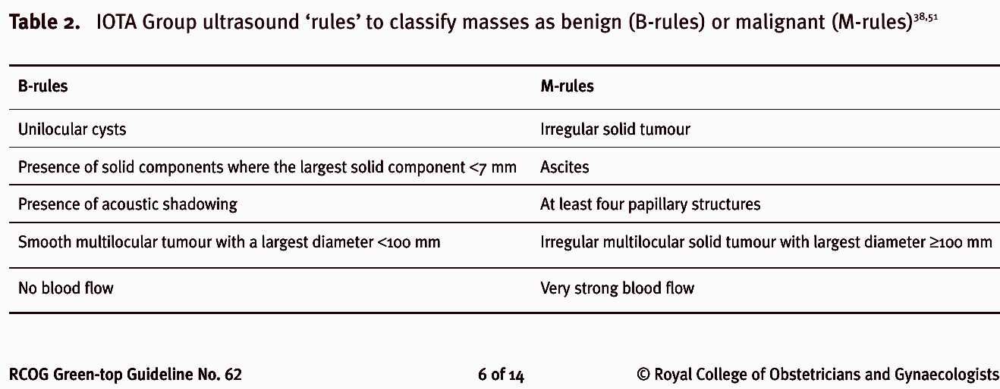 Table 2. IOTA Group ultrasound ‘rules’ to classify masses as benign (B-rules) or malignant (M-rules)38,51
B-rules M-rules
Unilocular cysts Irregular solid tumour
Presence of solid components where the largest solid component <7 mm Ascites
Presence of acoustic shadowing At least four papillary structures
Smooth multilocular tumour with a largest diameter <100 mm Irregular multilocular solid tumour with largest diameter ≥100 mm
No blood flow Very strong blood flow
RCOG Green-top Guideline No. 62 6 of 14 © Royal College of Obstetricians and Gynaecologists